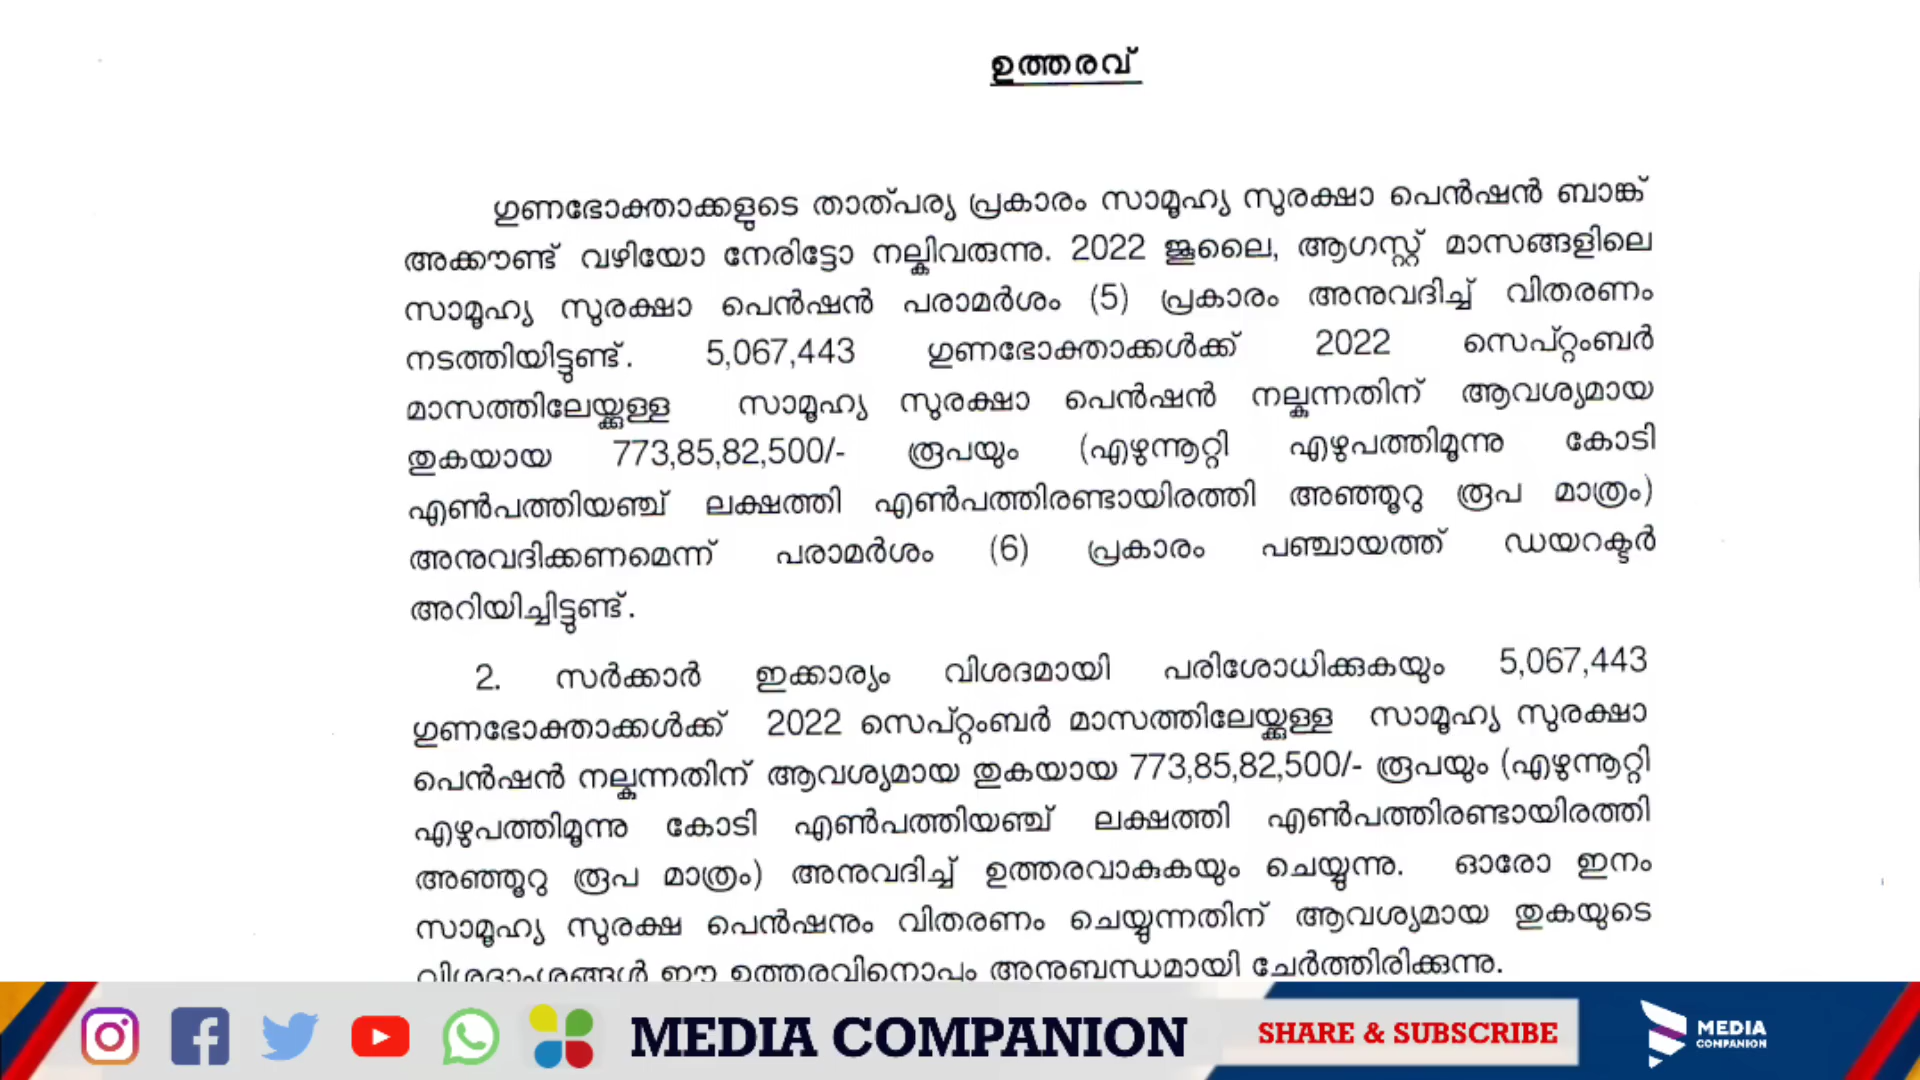 ഉത്തരവ്
ഗുണഭോക്താക്കളുടെ താത്പര്യ പ്രകാരം സാമൂഹ്യ സുരക്ഷാ പെൻഷൻ ബാങ്ക്
അക്കൗണ്ട് വഴിയോ നേരിട്ടോ നല്കിവരുന്നു. 2022 ജൂലൈ, ആഗസ്റ്റ് മാസങ്ങളിലെ
സാമൂഹ്യ സുരക്ഷാ പെൻഷൻ പരാമർശം (5) പ്രകാരം അനുവദിച്ച് വിതരണം
നടത്തിയിട്ടുണ്ട്. 5,067,443 ഗുണഭോക്താക്കൾക്ക് 2022 സെപ്റ്റംബർ
മാസത്തിലേയ്ക്കുള്ള സാമൂഹ്യ സുരക്ഷാ പെൻഷൻ നല്കുന്നതിന് ആവശ്യമായ
തുകയായ 773,85,82,500/- രൂപയും (എഴുന്നൂറ്റി എഴുപത്തിമൂന്നു കോടി
എൺപത്തിയഞ്ച് ലക്ഷത്തി എൺപത്തിരണ്ടായിരത്തി അഞ്ഞൂറു രൂപ മാത്രം)
അനുവദിക്കണമെന്ന് പരാമർശം (6) പ്രകാരം പഞ്ചായത്ത് ഡയറക്ടർ
അറിയിച്ചിട്ടുണ്ട്.
2. സർക്കാർ ഇക്കാര്യം വിശദമായി പരിശോധിക്കുകയും 5,067,443
ഗുണഭോക്താക്കൾക്ക് 2022 സെപ്റ്റംബർ മാസത്തിലേയ്ക്കുള്ള സാമൂഹ്യ സുരക്ഷാ
പെൻഷൻ നല്കുന്നതിന് ആവശ്യമായ തുകയായ 773,85,82,500/- രൂപയും (എഴുന്നൂറ്റി
എഴുപത്തിമൂന്നു കോടി എൺപത്തിയഞ്ച് ലക്ഷത്തി എൺപത്തിരണ്ടായിരത്തി
അഞ്ഞൂറു രൂപ മാത്രം) അനുവദിച്ച് ഉത്തരവാകുകയും ചെയ്യുന്നു. ഓരോ ഇനം
സാമൂഹ്യ സുരക്ഷ പെൻഷനും വിതരണം ചെയ്യുന്നതിന് ആവശ്യമായ തുകയുടെ
വിശദാംശങ്ങൾ ഈ ഉത്തരവിനൊപ്പം അനുബന്ധമായി ചേർത്തിരിക്കുന്നു.
MEDIA COMPANION SHARE & SUBSCRIBE MEDIA COMPANION